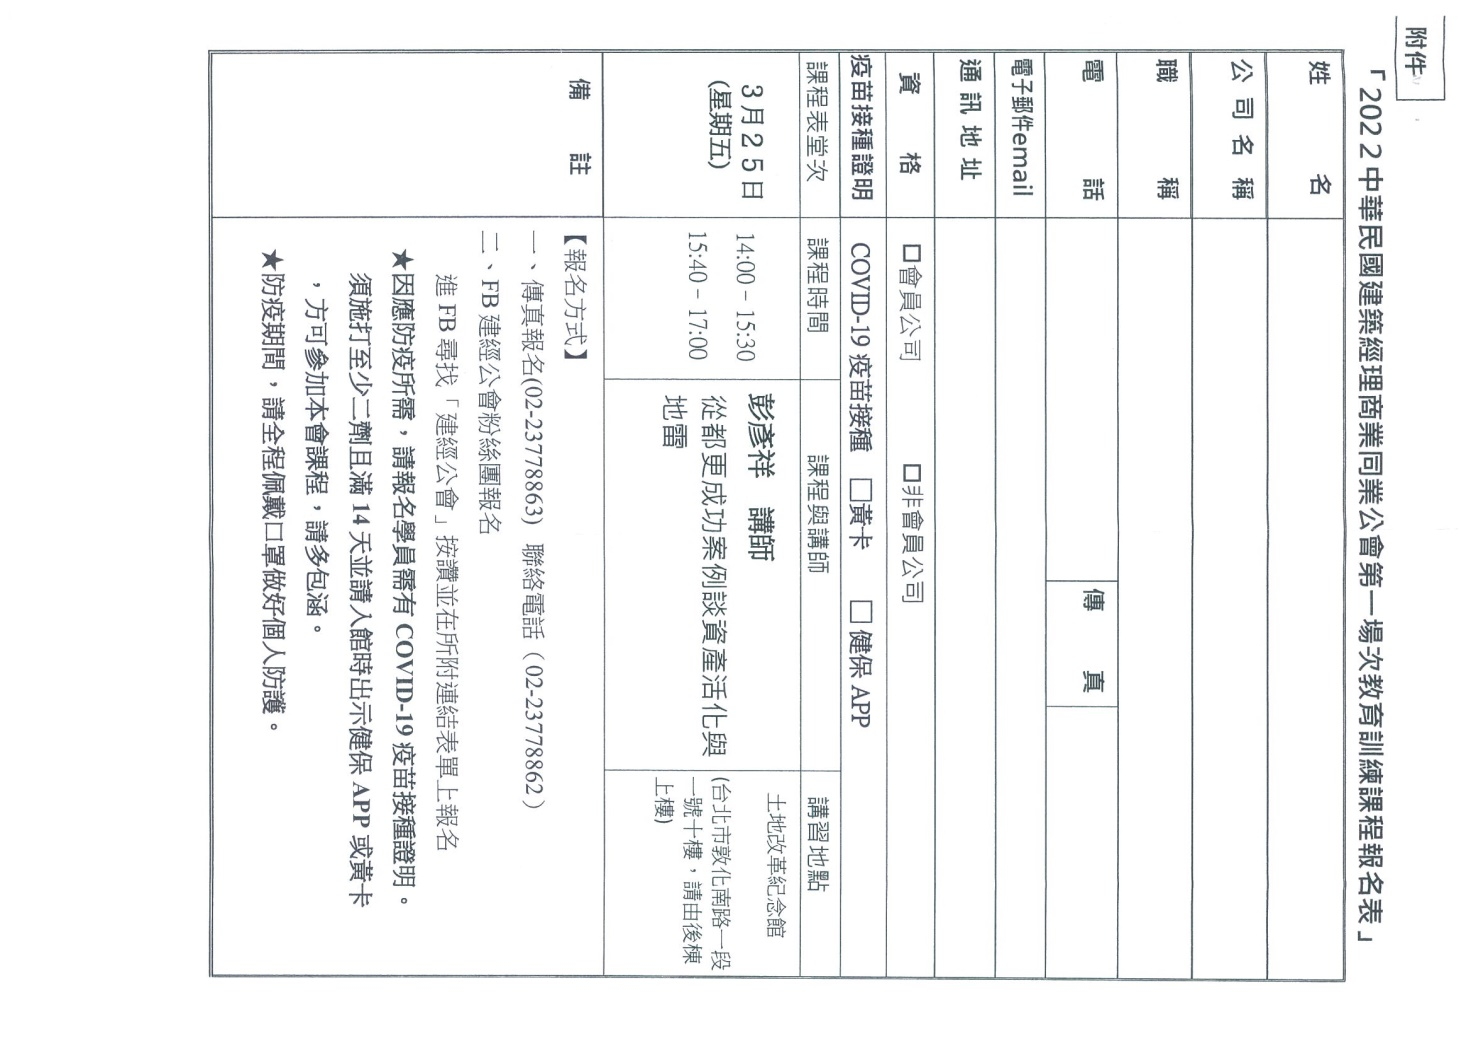 附件
「2022中華民國建築經理商業同業公會第一場次教育訓練課程報名表」
姓 名
公 司 名 稱
職 稱
電 話
傳 真
電子郵件email
通 訊 地 址
資 格
□會員公司 □非會員公司
疫苗接種證明
COVID-19 疫苗接種 □黃卡 □健保 APP
課程表堂次
課程時間
課程與講師
講習地點
3月25日
(星期五)
14:00－15:30
15:40－17:00
彭彥祥 講師
從都更成功案例談資產活化與
地雷
土地改革紀念館
(台北市敦化南路一段
一號十樓，請由後棟
上樓)
備 註
【報名方式】
一、傳真報名(02-23778863) 聯絡電話（02-23778862）
二、FB 建經公會粉絲團報名
進 FB 尋找「建經公會」按讚並在所附連結表單上報名
★因應防疫所需，請報名學員需有 COVID-19 疫苗接種證明。
須施打至少二劑且滿 14 天並請入館時出示健保 APP 或黃卡
，方可參加本會課程，請多包涵。
★防疫期間，請全程佩戴口罩做好個人防護。